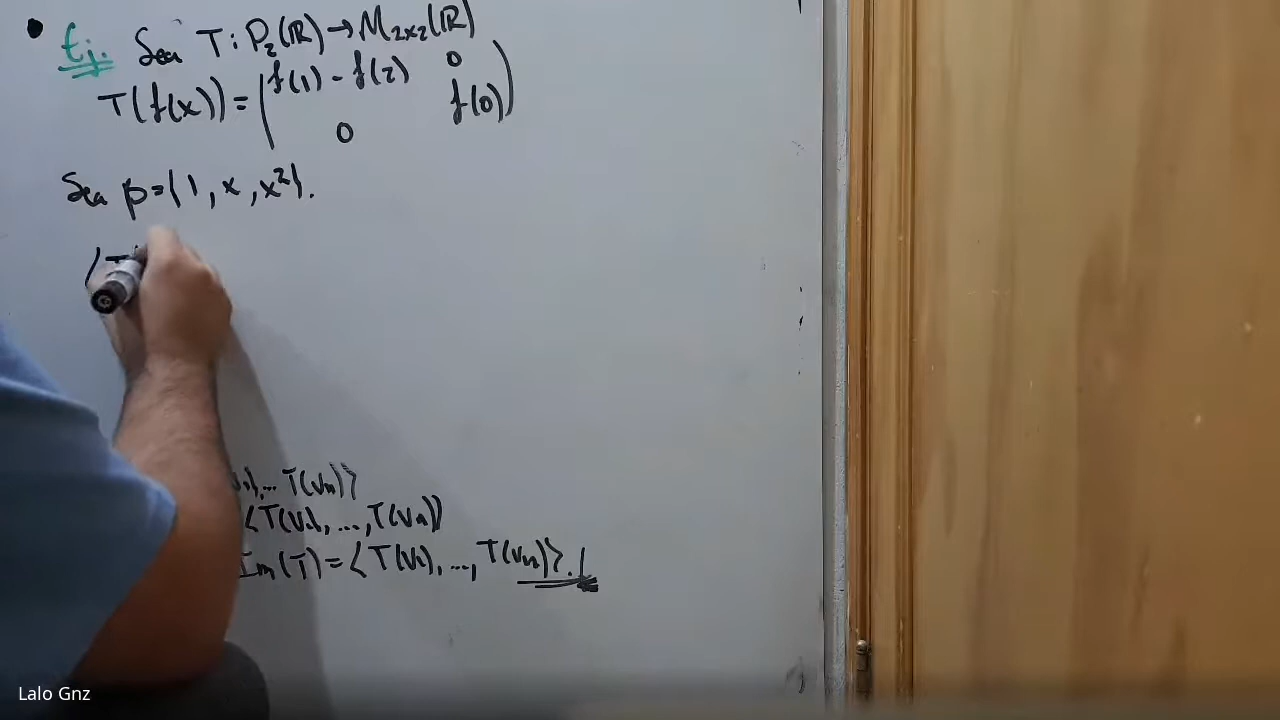 • Ej. Sea T: P₂(ℝ) → M₂ₓ₂(ℝ)
T(f(x)) = ( f(1) - f(2) 0
0 f(0) )
Sea β = { 1, x, x² }.
⟨T
... T(vₙ)⟩
⟨T(v₁), ..., T(vₙ)⟩
Im(T) = ⟨ T(v₁), ..., T(vₙ) ⟩.
Lalo Gnz